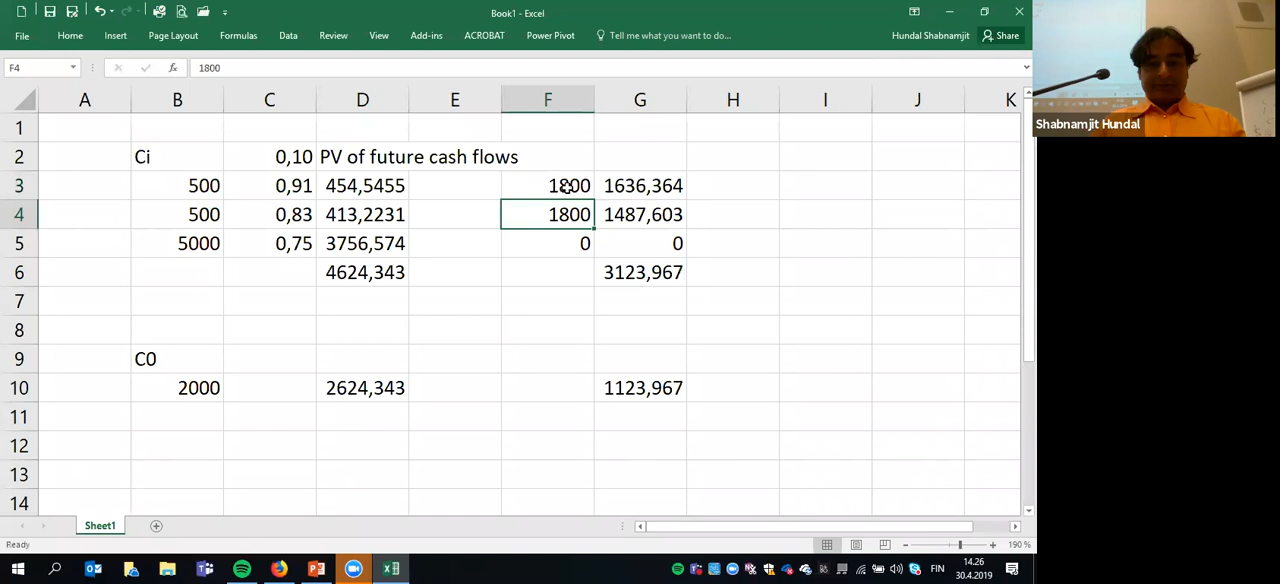 Book1 - Excel
File Home Insert Page Layout Formulas Data Review View Add-ins ACROBAT Power Pivot Tell me what you want to do... Hundal Shabnamjit Share
F4 fx 1800
A B C D E F G H I J K
1
2 Ci 0,10 PV of future cash flows
3 500 0,91 454,5455 1800 1636,364
4 500 0,83 413,2231 1800 1487,603
5 5000 0,75 3756,574 0 0
6 4624,343 3123,967
7
8
9 C0
10 2000 2624,343 1123,967
11
12
13
14
Sheet1
Ready 190 %
FIN 14.26
30.4.2019
Shabnamjit Hundal